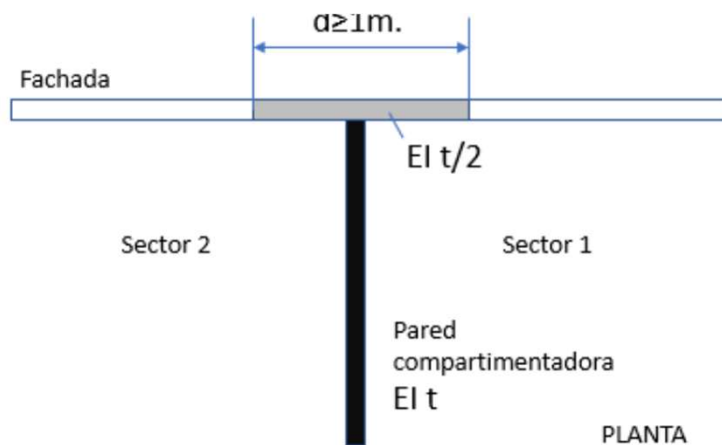 d≥1m.
Fachada
EI t/2
Sector 2
Sector 1
Pared
compartimentadora
EI t
PLANTA